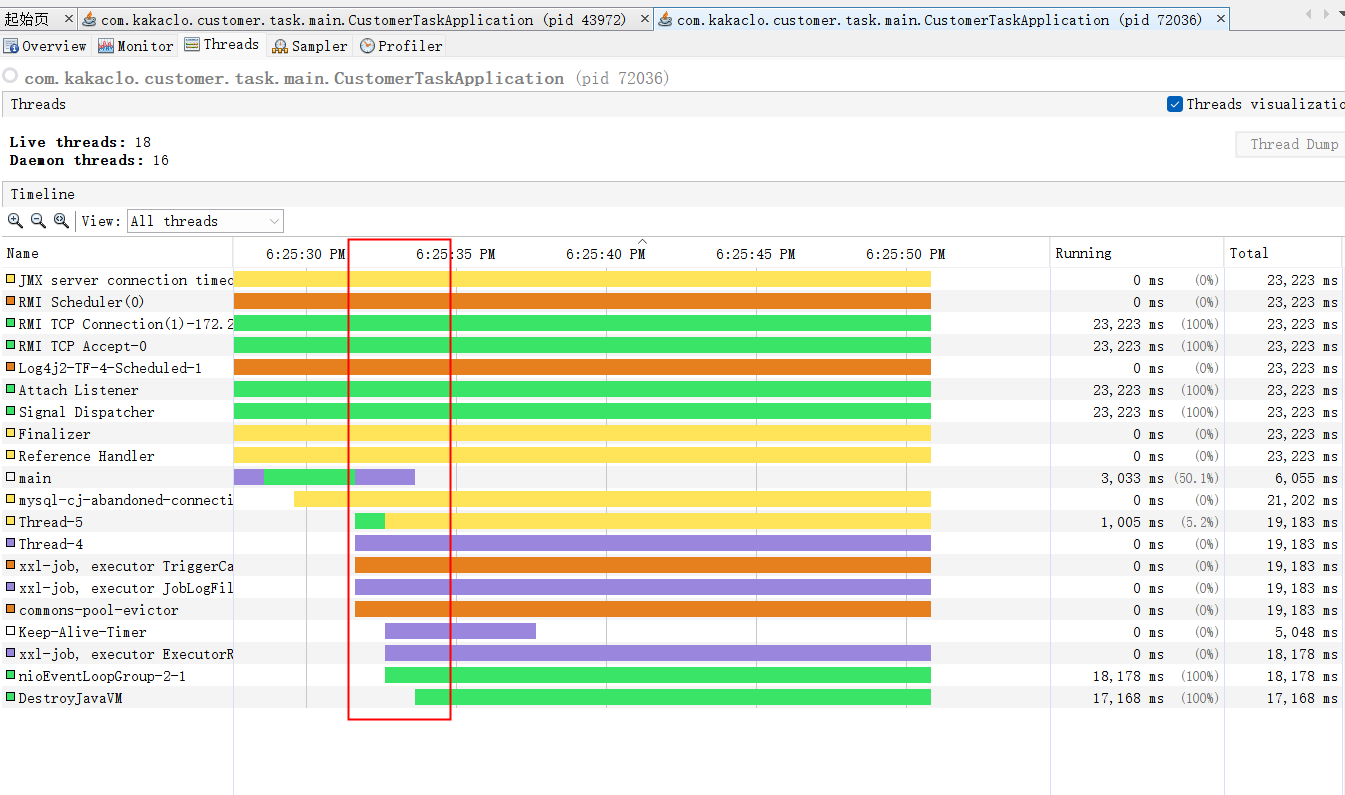 起始页 × com.kakaclo.customer.task.main.CustomerTaskApplication (pid 43972) × com.kakaclo.customer.task.main.CustomerTaskApplication (pid 72036) ×
Overview Monitor Threads Sampler Profiler
com.kakaclo.customer.task.main.CustomerTaskApplication (pid 72036)
Threads Threads visualizatio
Live threads: 18
Daemon threads: 16
Thread Dump
Timeline
View: All threads
Name 6:25:30 PM 6:25:35 PM 6:25:40 PM 6:25:45 PM 6:25:50 PM Running Total
JMX server connection timeo 0 ms (0%) 23,223 ms
RMI Scheduler(0) 0 ms (0%) 23,223 ms
RMI TCP Connection(1)-172.2 23,223 ms (100%) 23,223 ms
RMI TCP Accept-0 23,223 ms (100%) 23,223 ms
Log4j2-TF-4-Scheduled-1 0 ms (0%) 23,223 ms
Attach Listener 23,223 ms (100%) 23,223 ms
Signal Dispatcher 23,223 ms (100%) 23,223 ms
Finalizer 0 ms (0%) 23,223 ms
Reference Handler 0 ms (0%) 23,223 ms
main 3,033 ms (50.1%) 6,055 ms
mysql-cj-abandoned-connecti 0 ms (0%) 21,202 ms
Thread-5 1,005 ms (5.2%) 19,183 ms
Thread-4 0 ms (0%) 19,183 ms
xxl-job, executor TriggerCa 0 ms (0%) 19,183 ms
xxl-job, executor JobLogFil 0 ms (0%) 19,183 ms
commons-pool-evictor 0 ms (0%) 19,183 ms
Keep-Alive-Timer 0 ms (0%) 5,048 ms
xxl-job, executor ExecutorR 0 ms (0%) 18,178 ms
nioEventLoopGroup-2-1 18,178 ms (100%) 18,178 ms
DestroyJavaVM 17,168 ms (100%) 17,168 ms